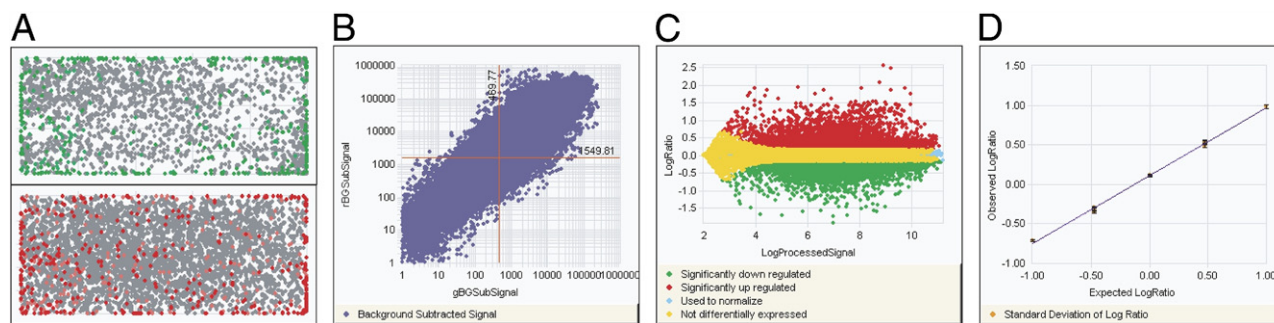 A
B
C
D
1000000
100000
10000
1000
100
10
1
rBGSubSignal
469.77
1549.81
1 10 100 1000 10000 100000 1000000
gBGSubSignal
Background Subtracted Signal
2.5
2.0
1.5
1.0
0.5
0.0
-0.5
-1.0
-1.5
LogRatio
2 4 6 8 10
LogProcessedSignal
Significantly down regulated
Significantly up regulated
Used to normalize
Not differentially expressed
1.50
1.00
0.50
0.00
-0.50
-1.00
Observed LogRatio
-1.00 -0.50 0.00 0.50 1.00
Expected LogRatio
Standard Deviation of Log Ratio